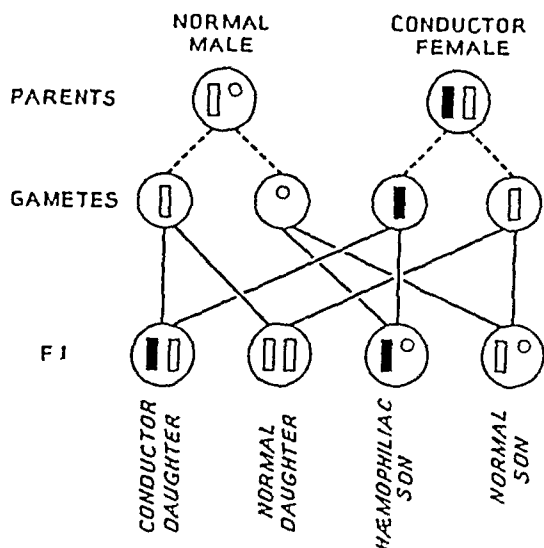 NORMAL
MALE
CONDUCTOR
FEMALE
PARENTS
GAMETES
F1
CONDUCTOR
DAUGHTER
NORMAL
DAUGHTER
HÆMOPHILIAC
SON
NORMAL
SON